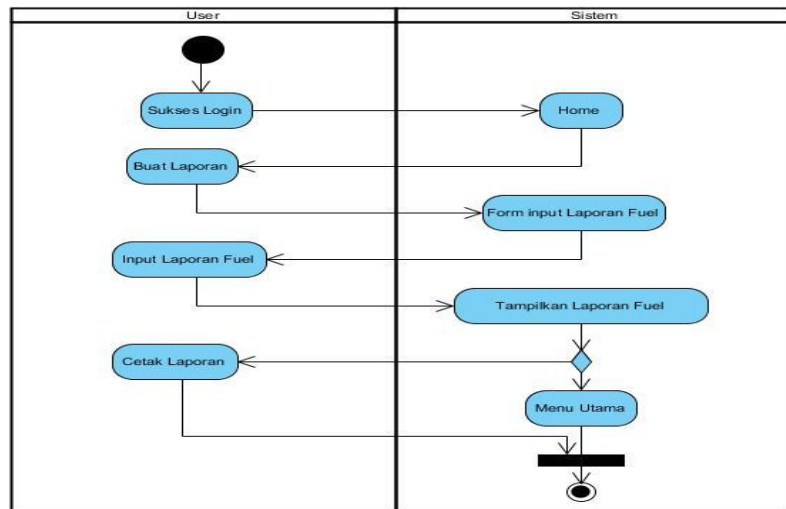 User
Sistem
Sukses Login
Home
Buat Laporan
Form input Laporan Fuel
Input Laporan Fuel
Tampilkan Laporan Fuel
Cetak Laporan
Menu Utama